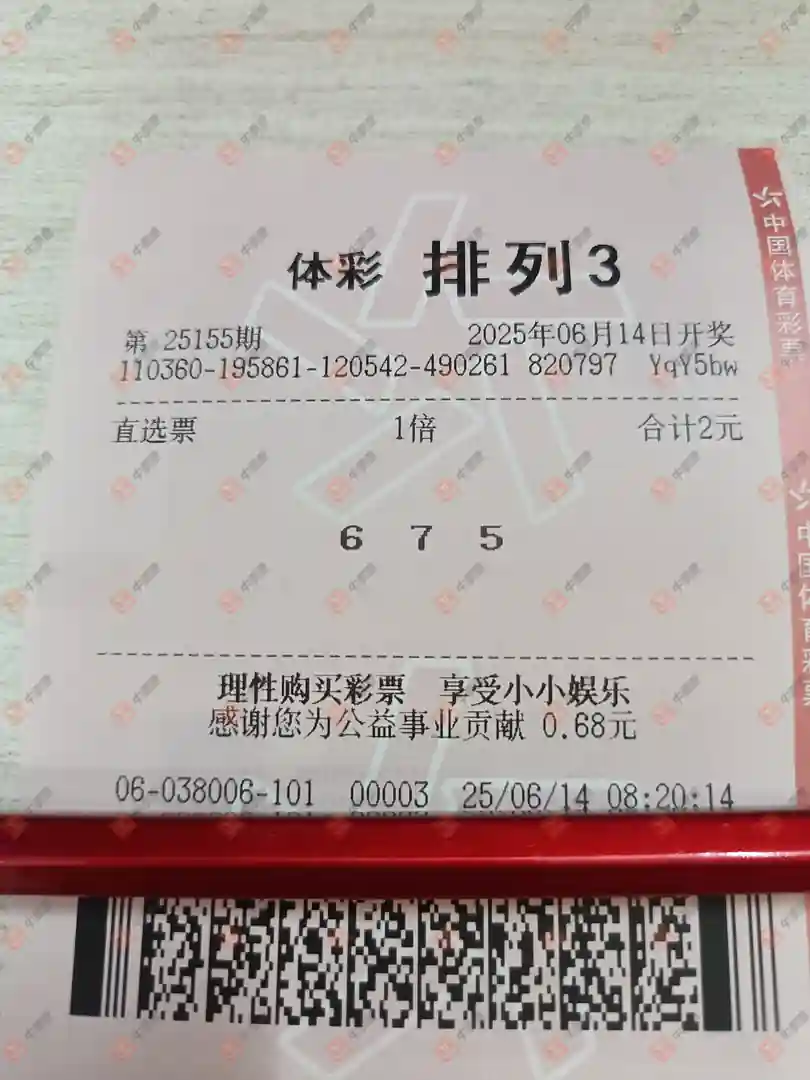 体彩 排列3
第 25155期 2025年06月14日开奖
110360-195861-120542-490261 820797 YqY5bw
直选票 1倍 合计2元
6 7 5
理性购买彩票 享受小小娱乐
感谢您为公益事业贡献 0.68元
06-038006-101 00003 25/06/14 08:20:14
中国体育彩票
中国体育彩票